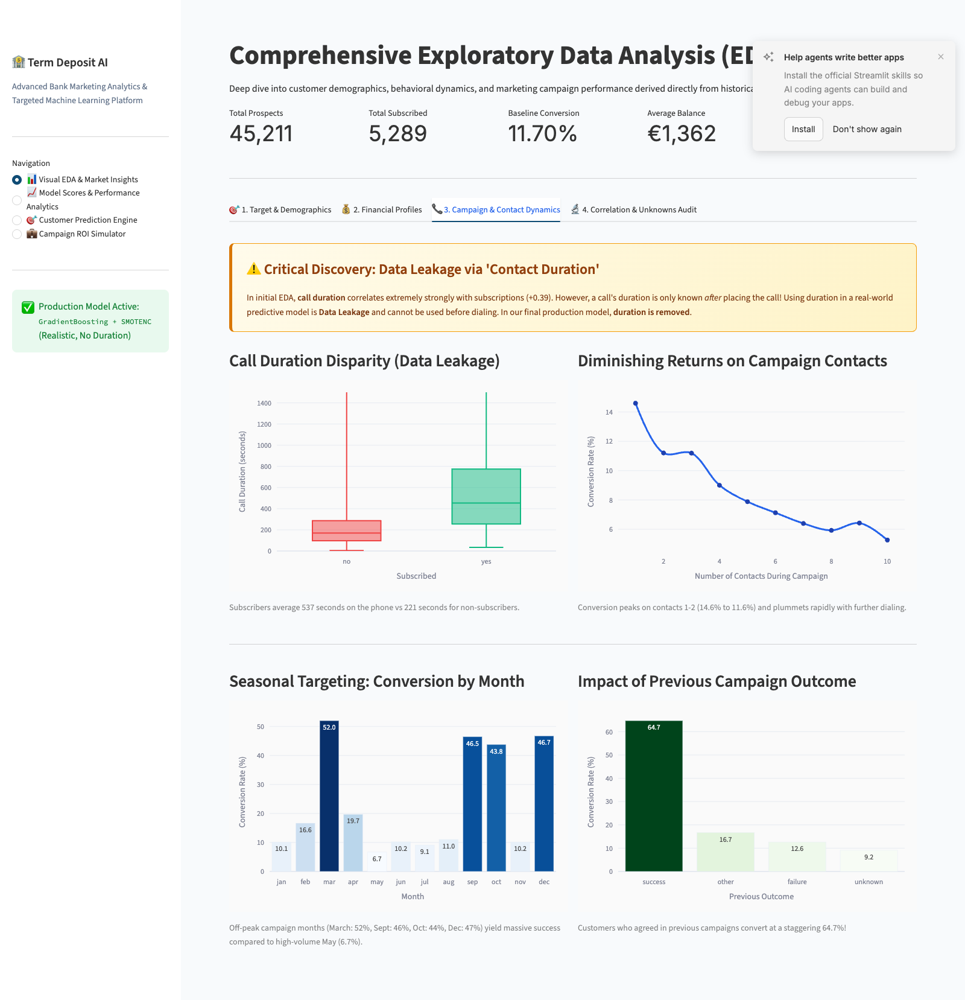 Term Deposit AI
Advanced Bank Marketing Analytics &
Targeted Machine Learning Platform
Navigation
Visual EDA & Market Insights
Model Scores & Performance
Analytics
Customer Prediction Engine
Campaign ROI Simulator
Production Model Active:
GradientBoosting + SMOTENC
(Realistic, No Duration)
Comprehensive Exploratory Data Analysis
Deep dive into customer demographics, behavioral dynamics, and marketing campaign performance derived directly from
Total Prospects
45,211
Total Subscribed
5,289
Baseline Conversion
11.70%
Average Balance
€1,362
Help agents write better apps
Install the official Streamlit skills so
AI coding agents can build and
debug your apps.
Install
Don't show again
1. Target & Demographics
2. Financial Profiles
3. Campaign & Contact Dynamics
4. Correlation & Unknowns Audit
Critical Discovery: Data Leakage via 'Contact Duration'
In initial EDA, call duration correlates extremely strongly with subscriptions (+0.39). However, a call's duration is only known after placing the call! Using duration in a real-world
predictive model is Data Leakage and cannot be used before dialing. In our final production model, duration is removed.
Call Duration Disparity (Data Leakage)
Call Duration (seconds)
1400
1200
1000
800
600
400
200
0
no
yes
Subscribed
Subscribers average 537 seconds on the phone vs 221 seconds for non-subscribers.
Diminishing Returns on Campaign Contacts
Conversion Rate (%)
14
12
10
8
6
2
4
6
8
10
Number of Contacts During Campaign
Conversion peaks on contacts 1-2 (14.6% to 11.6%) and plummets rapidly with further dialing.
Seasonal Targeting: Conversion by Month
Conversion Rate (%)
50
40
30
20
10
0
10.1
16.6
52.0
19.7
6.7
10.2
9.1
11.0
46.5
43.8
10.2
46.7
jan
feb
mar
apr
may
jun
jul
aug
sep
oct
nov
dec
Month
Off-peak campaign months (March: 52%, Sept: 46%, Oct: 44%, Dec: 47%) yield massive success
compared to high-volume May (6.7%).
Impact of Previous Campaign Outcome
Conversion Rate (%)
60
50
40
30
20
10
0
64.7
16.7
12.6
9.2
success
other
failure
unknown
Previous Outcome
Customers who agreed in previous campaigns convert at a staggering 64.7%!